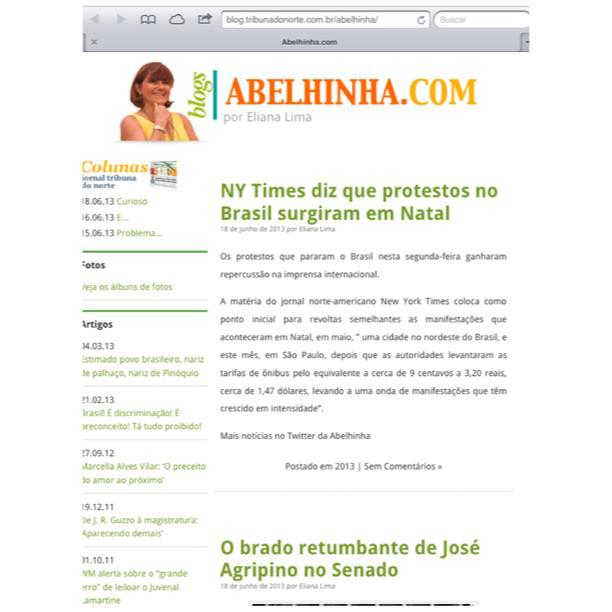 blog.tribunadonorte.com.br/abelhinha/
Buscar
Abelhinha.com
blogs
ABELHINHA.COM
por Eliana Lima
Colunas
jornal tribuna
do norte
18.06.13 Curioso
16.06.13 E...
15.06.13 Problema...
Fotos
Veja os álbuns de fotos
Artigos
04.03.13
Estimado povo brasileiro, nariz
de palhaço, nariz de Pinóquio
21.02.13
Brasil! É discriminação! É
preconceito! Tá tudo proibido!
27.09.12
Marcella Alves Vilar: ‘O preceito
do amor ao próximo’
19.12.11
De J. R. Guzzo à magistratura:
‘Aparecendo demais’
01.10.11
WM alerta sobre o “grande
erro” de leiloar o Juvenal
Lamartine
NY Times diz que protestos no
Brasil surgiram em Natal
18 de junho de 2013 por Eliana Lima
Os protestos que pararam o Brasil nesta segunda-feira ganharam
repercussão na imprensa internacional.
A matéria do jornal norte-americano New York Times coloca como
ponto inicial para revoltas semelhantes as manifestações que
aconteceram em Natal, em maio, “ uma cidade no nordeste do Brasil, e
este mês, em São Paulo, depois que as autoridades levantaram as
tarifas de ônibus pelo equivalente a cerca de 9 centavos a 3,20 reais,
cerca de 1,47 dólares, levando a uma onda de manifestações que têm
crescido em intensidade”.
Mais notícias no Twitter da Abelhinha
Postado em 2013 | Sem Comentários »
O brado retumbante de José
Agripino no Senado
18 de junho de 2013 por Eliana Lima